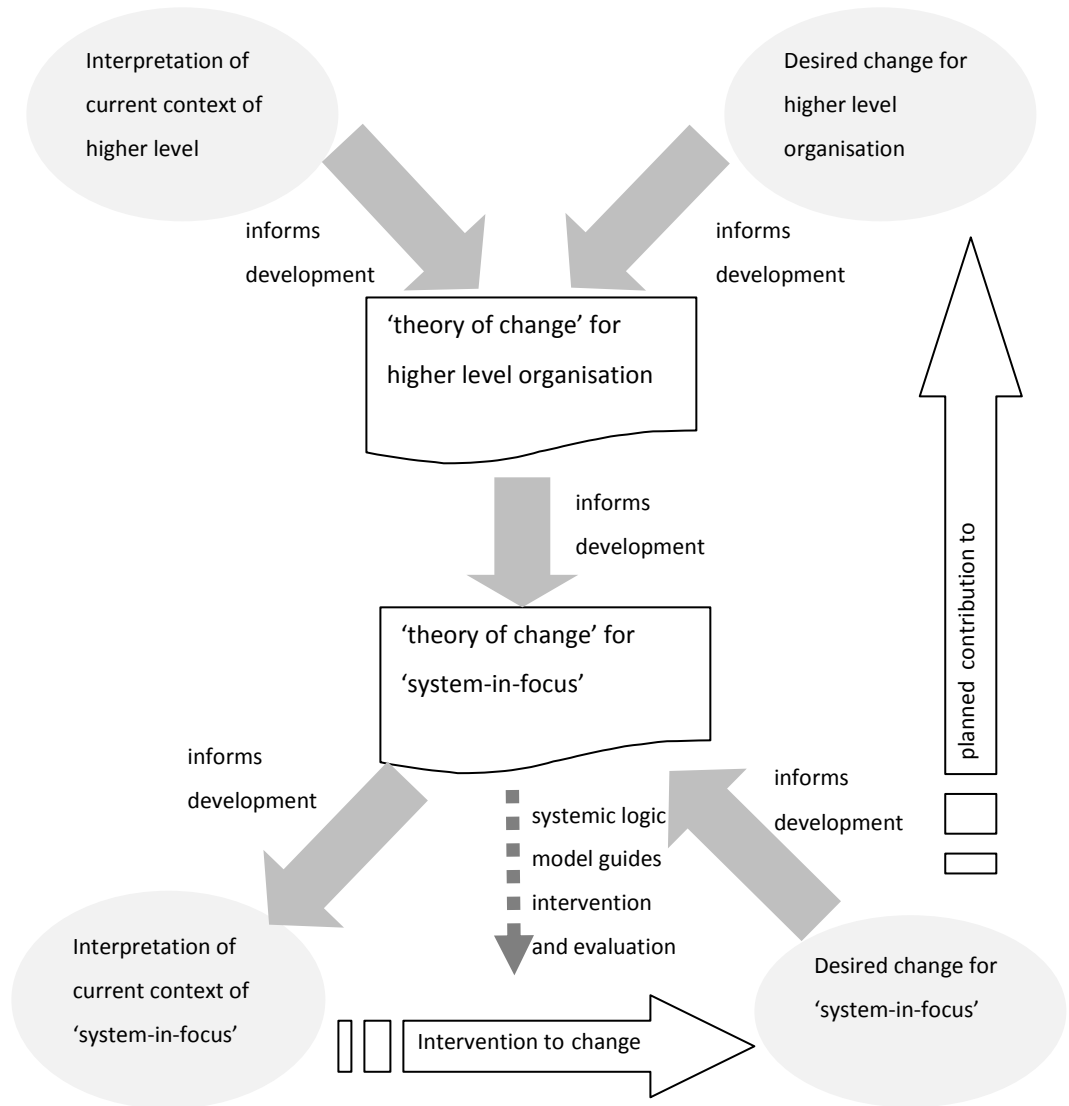 Interpretation of
current context of
higher level
Desired change for
higher level
organisation
informs
development
informs
development
‘theory of change’ for
higher level organisation
informs
development
planned contribution to
‘theory of change’ for
‘system-in-focus’
informs
development
informs
development
systemic logic
model guides
intervention
and evaluation
Interpretation of
current context of
‘system-in-focus’
Desired change for
‘system-in-focus’
Intervention to change